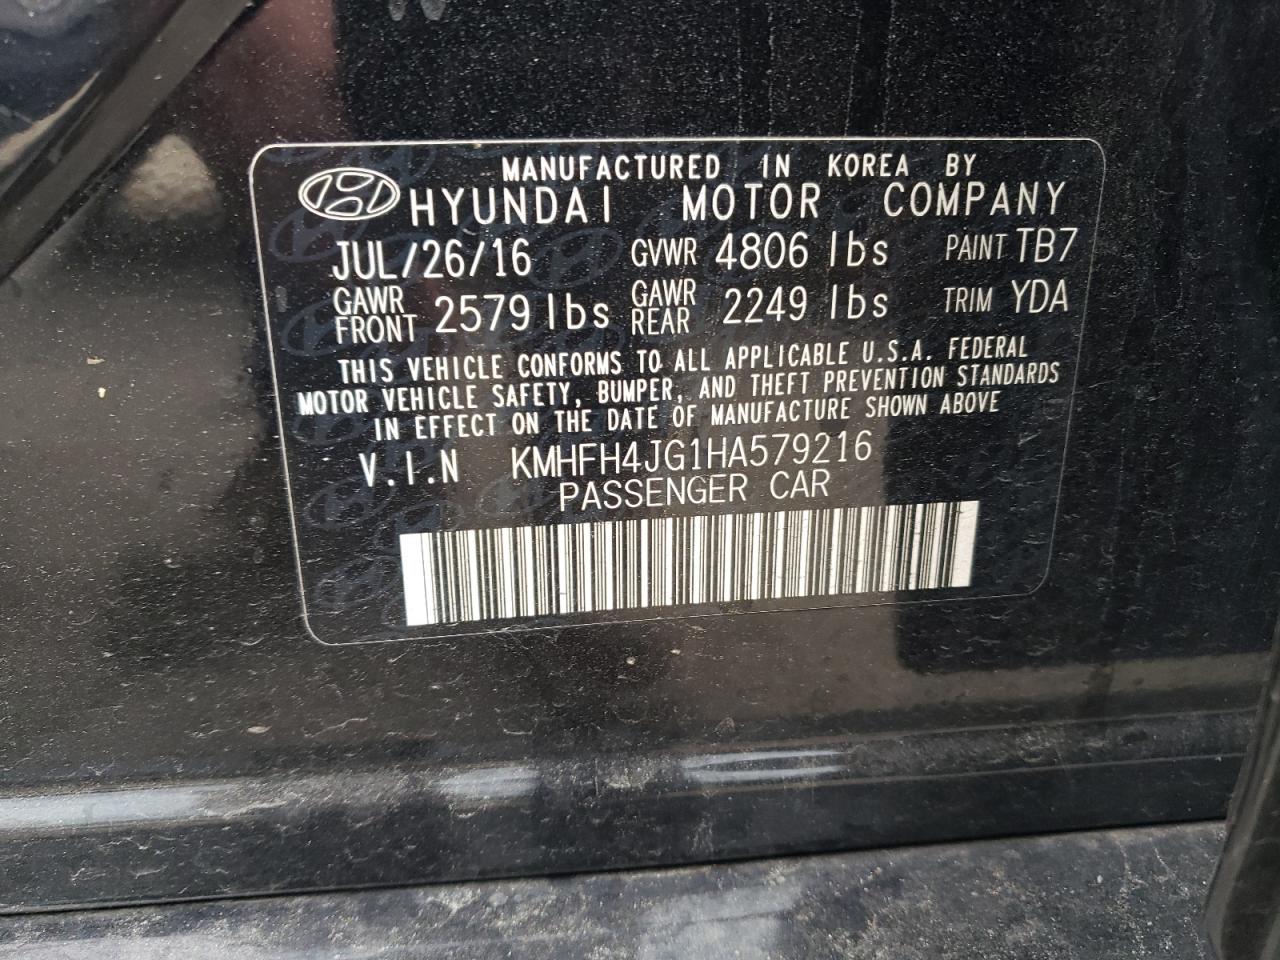 MANUFACTURED IN KOREA BY
HYUNDAI MOTOR COMPANY
JUL/26/16 GVWR 4806 lbs PAINT TB7
GAWR FRONT 2579 lbs GAWR REAR 2249 lbs TRIM YDA
THIS VEHICLE CONFORMS TO ALL APPLICABLE U.S.A. FEDERAL
MOTOR VEHICLE SAFETY, BUMPER, AND THEFT PREVENTION STANDARDS
IN EFFECT ON THE DATE OF MANUFACTURE SHOWN ABOVE
V.I.N KMHFH4JG1HA579216
PASSENGER CAR